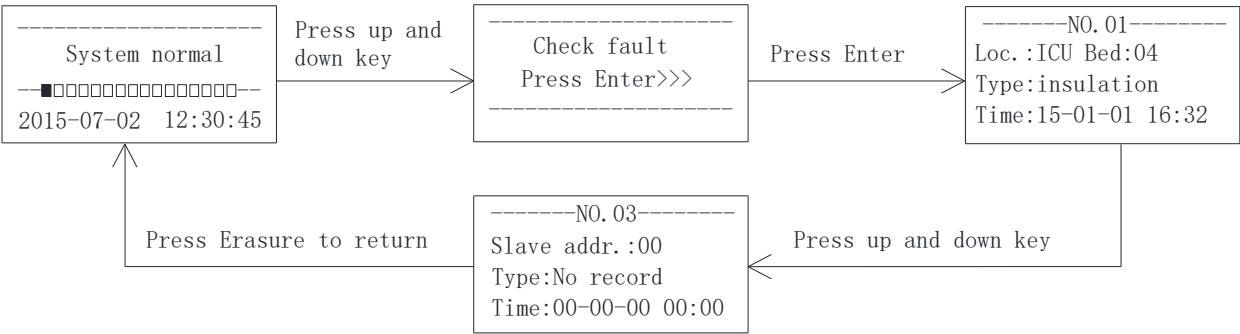 System normal
2015-07-02 12:30:45
Press up and
down key
Check fault
Press Enter>>>
Press Enter
-------NO.01--------
Loc.:ICU Bed:04
Type:insulation
Time:15-01-01 16:32
Press up and down key
-------NO.03--------
Slave addr.:00
Type:No record
Time:00-00-00 00:00
Press Erasure to return